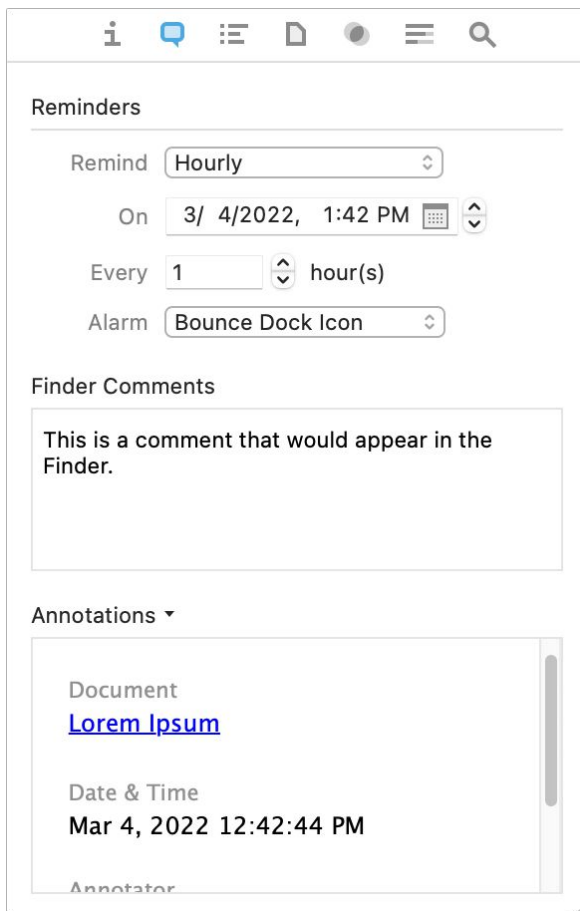 Reminders
Remind Hourly
On 3/ 4/2022, 1:42 PM
Every 1 hour(s)
Alarm Bounce Dock Icon
Finder Comments
This is a comment that would appear in the
Finder.
Annotations
Document
Lorem Ipsum
Date & Time
Mar 4, 2022 12:42:44 PM
Annotator